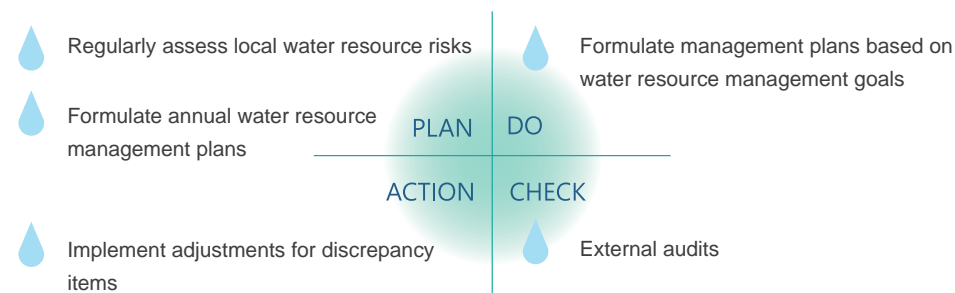 Regularly assess local water resource risks
Formulate annual water resource
management plans
Formulate management plans based on
water resource management goals
PLAN
DO
ACTION
CHECK
Implement adjustments for discrepancy
items
External audits